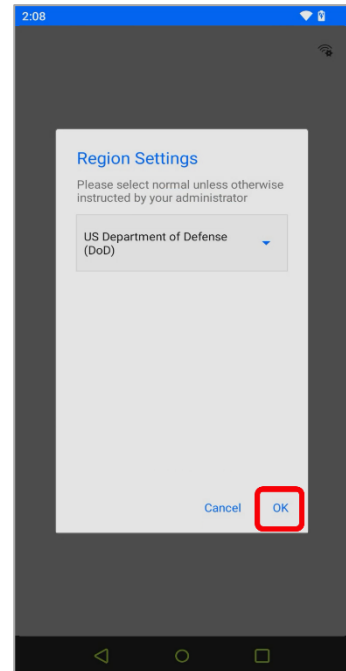 2:08
Region Settings
Please select normal unless otherwise
instructed by your administrator
US Department of Defense
(DoD)
Cancel OK